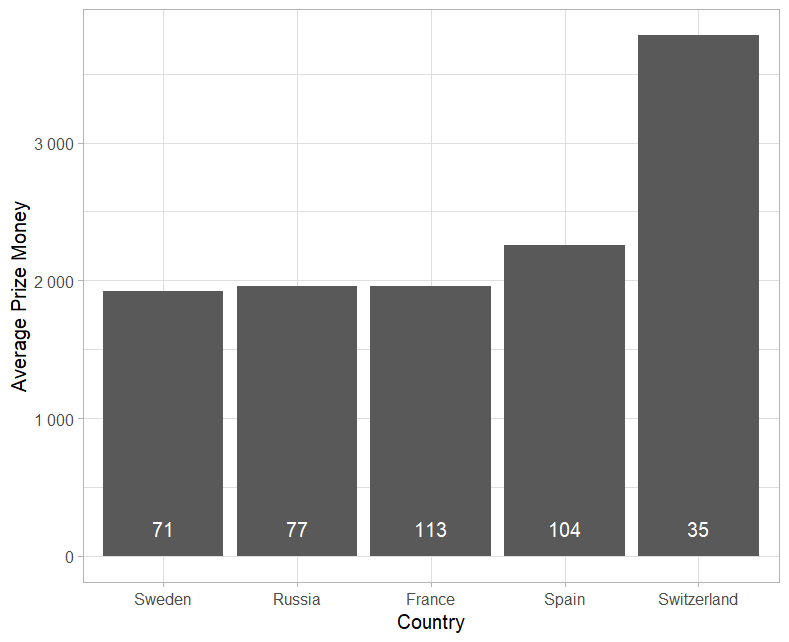 Average Prize Money
3 000
2 000
1 000
0
71
77
113
104
35
Sweden
Russia
France
Spain
Switzerland
Country